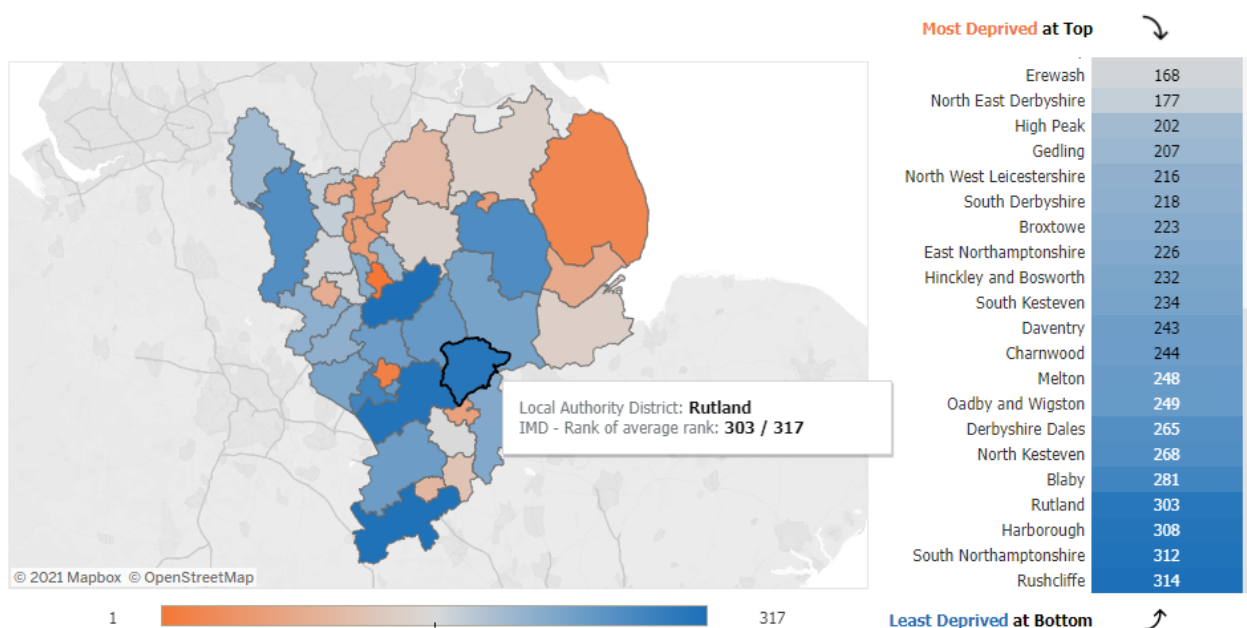 Most Deprived at Top
Erewash 168
North East Derbyshire 177
High Peak 202
Gedling 207
North West Leicestershire 216
South Derbyshire 218
Broxtowe 223
East Northamptonshire 226
Hinckley and Bosworth 232
South Kesteven 234
Daventry 243
Charnwood 244
Melton 248
Oadby and Wigston 249
Derbyshire Dales 265
North Kesteven 268
Blaby 281
Rutland 303
Harborough 308
South Northamptonshire 312
Rushcliffe 314
Least Deprived at Bottom
Local Authority District: Rutland
IMD - Rank of average rank: 303 / 317
© 2021 Mapbox © OpenStreetMap
1 317